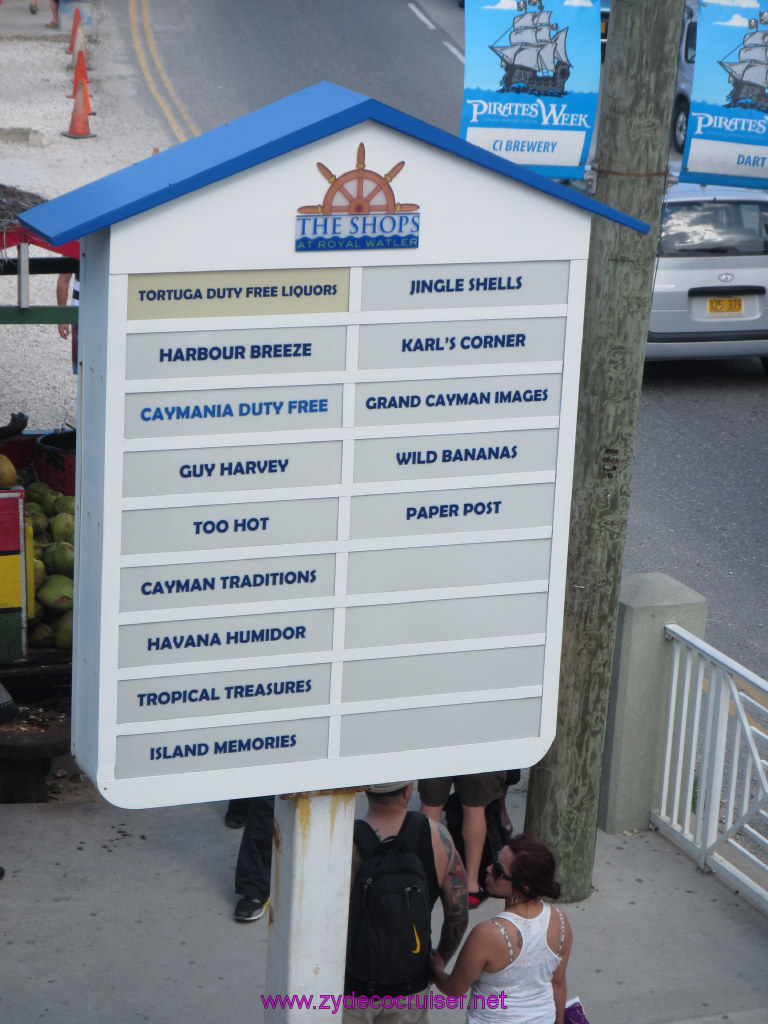 PIRATES WEEK
CI BREWERY
PIRATES
DART
THE SHOPS
AT ROYAL WATLER
TORTUGA DUTY FREE LIQUORS
HARBOUR BREEZE
CAYMANIA DUTY FREE
GUY HARVEY
TOO HOT
CAYMAN TRADITIONS
HAVANA HUMIDOR
TROPICAL TREASURES
ISLAND MEMORIES
JINGLE SHELLS
KARL'S CORNER
GRAND CAYMAN IMAGES
WILD BANANAS
PAPER POST
125 379
www.zydecocruiser.net